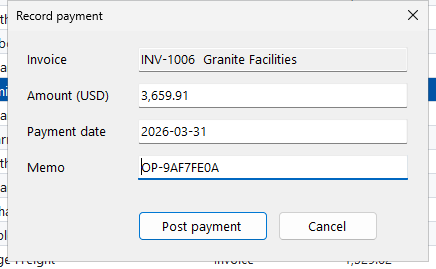 Record payment
Invoice INV-1006 Granite Facilities
Amount (USD) 3,659.91
Payment date 2026-03-31
Memo OP-9AF7FE0A
Post payment Cancel